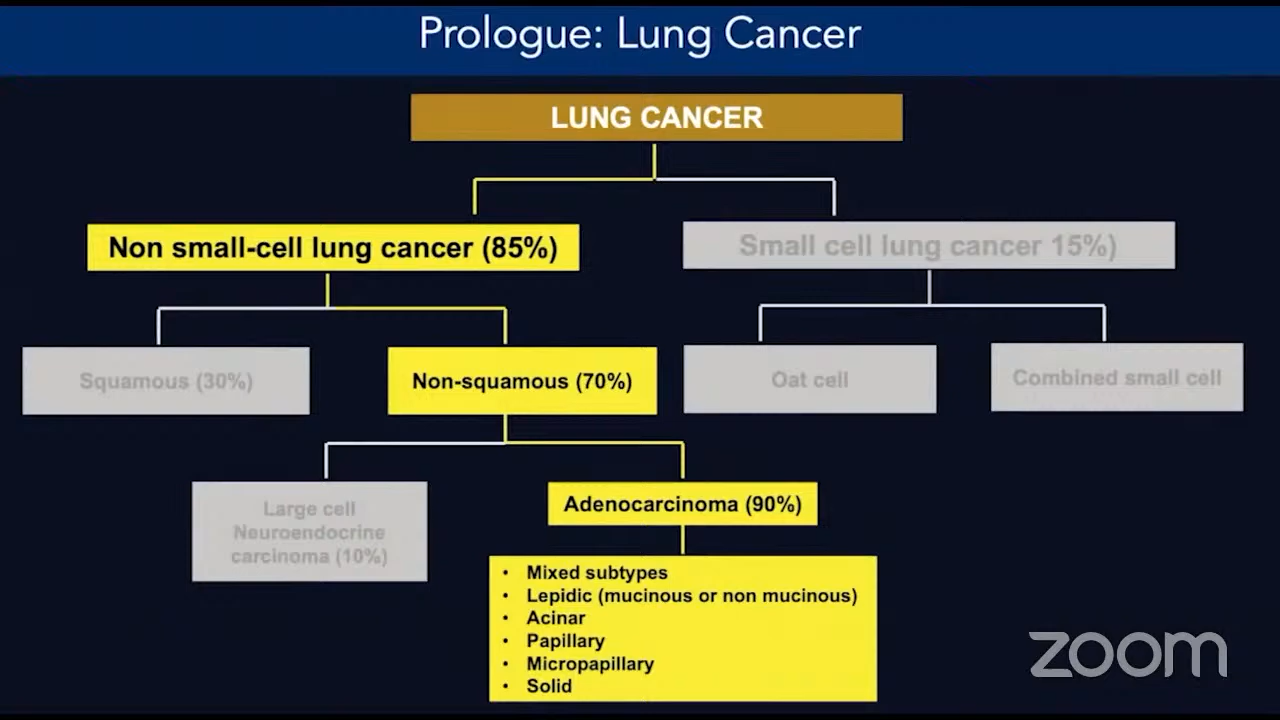 Prologue: Lung Cancer
LUNG CANCER
Non small-cell lung cancer (85%)
Small cell lung cancer 15%)
Squamous (30%)
Non-squamous (70%)
Oat cell
Combined small cell
Large cell
Neuroendocrine
carcinoma (10%)
Adenocarcinoma (90%)
• Mixed subtypes
• Lepidic (mucinous or non mucinous)
• Acinar
• Papillary
• Micropapillary
• Solid
zoom